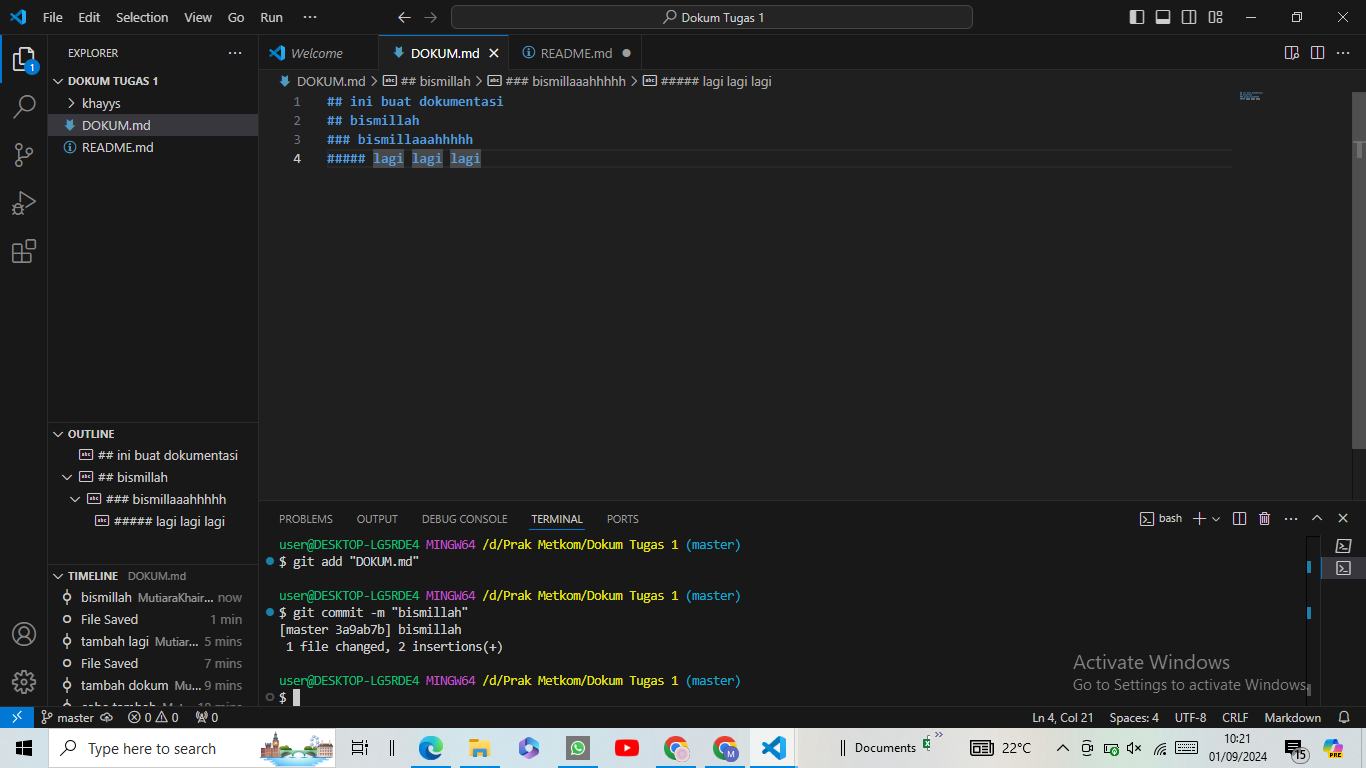 File Edit Selection View Go Run ··· Dokum Tugas 1
EXPLORER ···
DOKUM TUGAS 1
khayys
DOKUM.md
README.md
Welcome DOKUM.md README.md
DOKUM.md > ## bismillah > ### bismillaaahhhhh > ##### lagi lagi lagi
1 ## ini buat dokumentasi
2 ## bismillah
3 ### bismillaaahhhhh
4 ##### lagi lagi lagi
OUTLINE
## ini buat dokumentasi
## bismillah
### bismillaaahhhhh
##### lagi lagi lagi
TIMELINE DOKUM.md
bismillah MutiaraKhair... now
File Saved 1 min
tambah lagi Mutiar... 5 mins
File Saved 7 mins
tambah dokum Mu... 9 mins
PROBLEMS OUTPUT DEBUG CONSOLE TERMINAL PORTS
bash
user@DESKTOP-LG5RDE4 MINGW64 /d/Prak Metkom/Dokum Tugas 1 (master)
$ git add "DOKUM.md"
user@DESKTOP-LG5RDE4 MINGW64 /d/Prak Metkom/Dokum Tugas 1 (master)
$ git commit -m "bismillah"
[master 3a9ab7b] bismillah
1 file changed, 2 insertions(+)
user@DESKTOP-LG5RDE4 MINGW64 /d/Prak Metkom/Dokum Tugas 1 (master)
$
Activate Windows
Go to Settings to activate Windows.
master 0 0 0 Ln 4, Col 21 Spaces: 4 UTF-8 CRLF Markdown
Type here to search Documents 22°C 10:21
01/09/2024 15